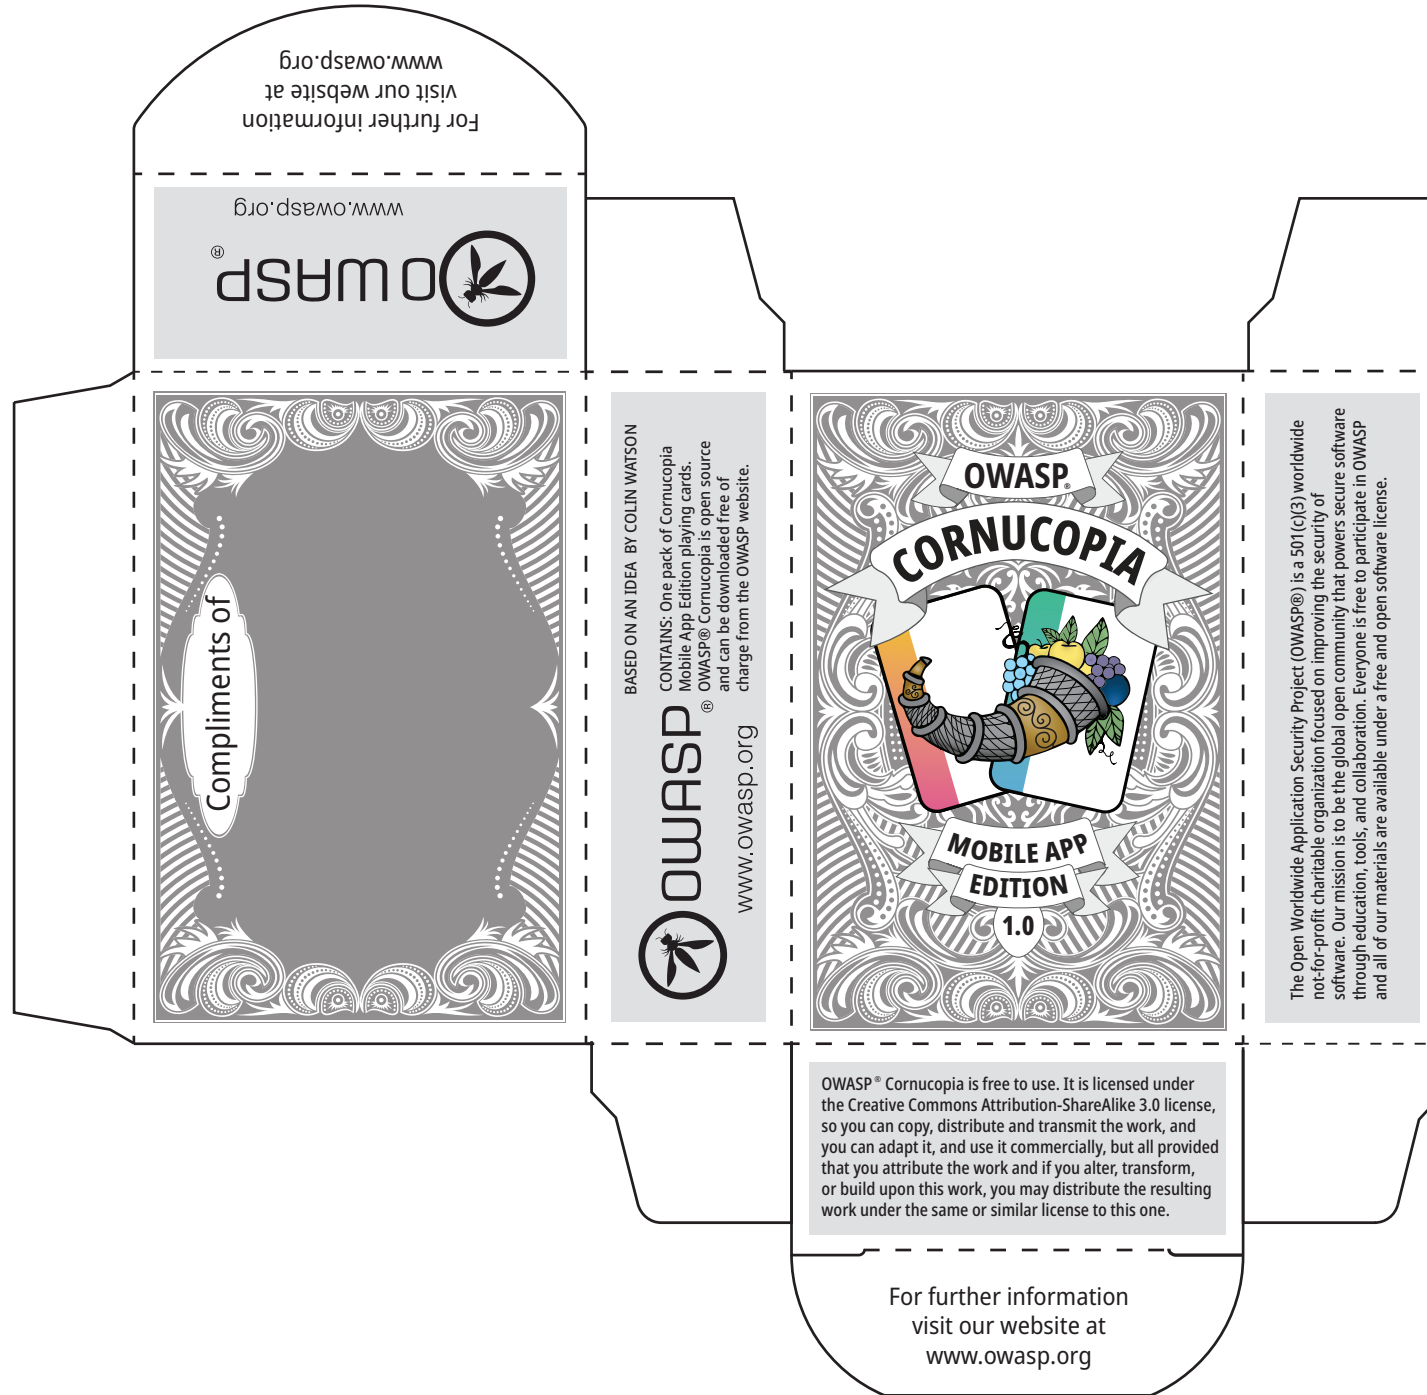 For further information
visit our website at
www.owasp.org
OWASP®
www.owasp.org
Compliments of
BASED ON AN IDEA BY COLIN WATSON
CONTAINS: One pack of Cornucopia
Mobile App Edition playing cards.
OWASP® Cornucopia is open source
and can be downloaded free of
charge from the OWASP website.
OWASP®
www.owasp.org
OWASP®
CORNUCOPIA
MOBILE APP
EDITION
1.0
The Open Worldwide Application Security Project (OWASP®) is a 501(c)(3) worldwide
not-for-profit charitable organization focused on improving the security of
software. Our mission is to be the global open community that powers secure software
through education, tools, and collaboration. Everyone is free to participate in OWASP
and all of our materials are available under a free and open software license.
OWASP® Cornucopia is free to use. It is licensed under
the Creative Commons Attribution-ShareAlike 3.0 license,
so you can copy, distribute and transmit the work, and
you can adapt it, and use it commercially, but all provided
that you attribute the work and if you alter, transform,
or build upon this work, you may distribute the resulting
work under the same or similar license to this one.
For further information
visit our website at
www.owasp.org